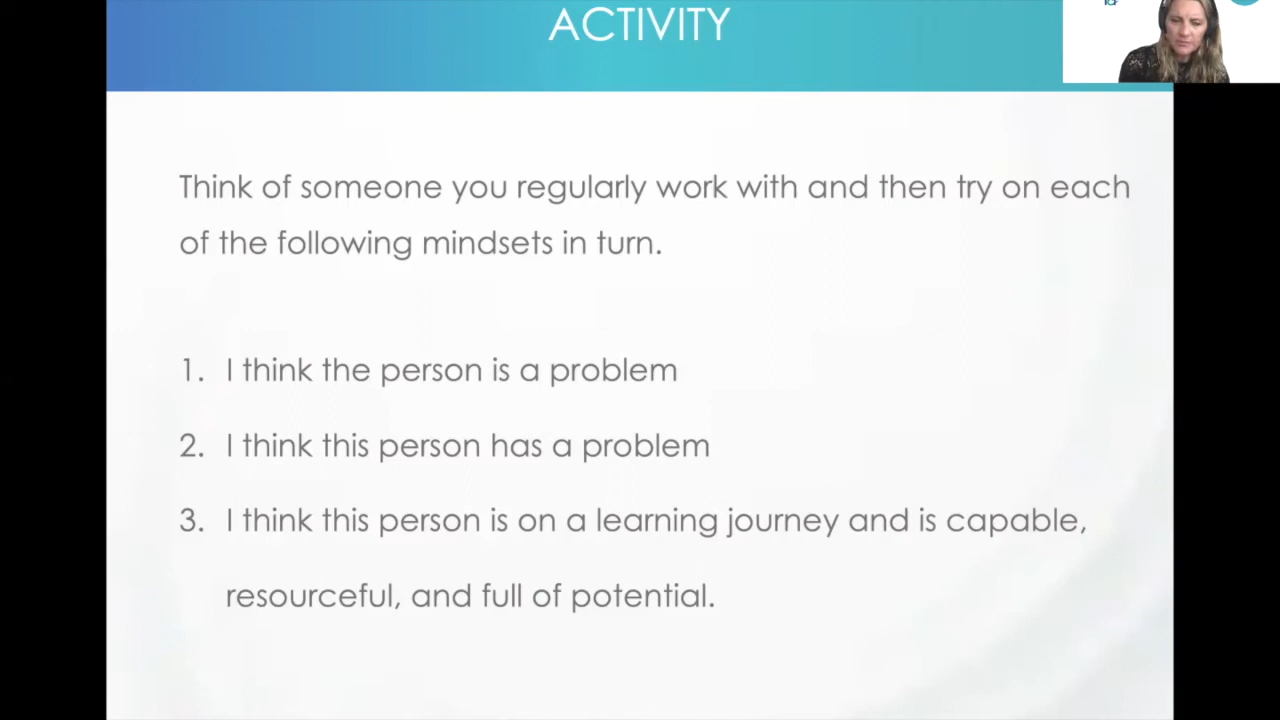 ACTIVITY
Think of someone you regularly work with and then try on each
of the following mindsets in turn.
1. I think the person is a problem
2. I think this person has a problem
3. I think this person is on a learning journey and is capable,
resourceful, and full of potential.